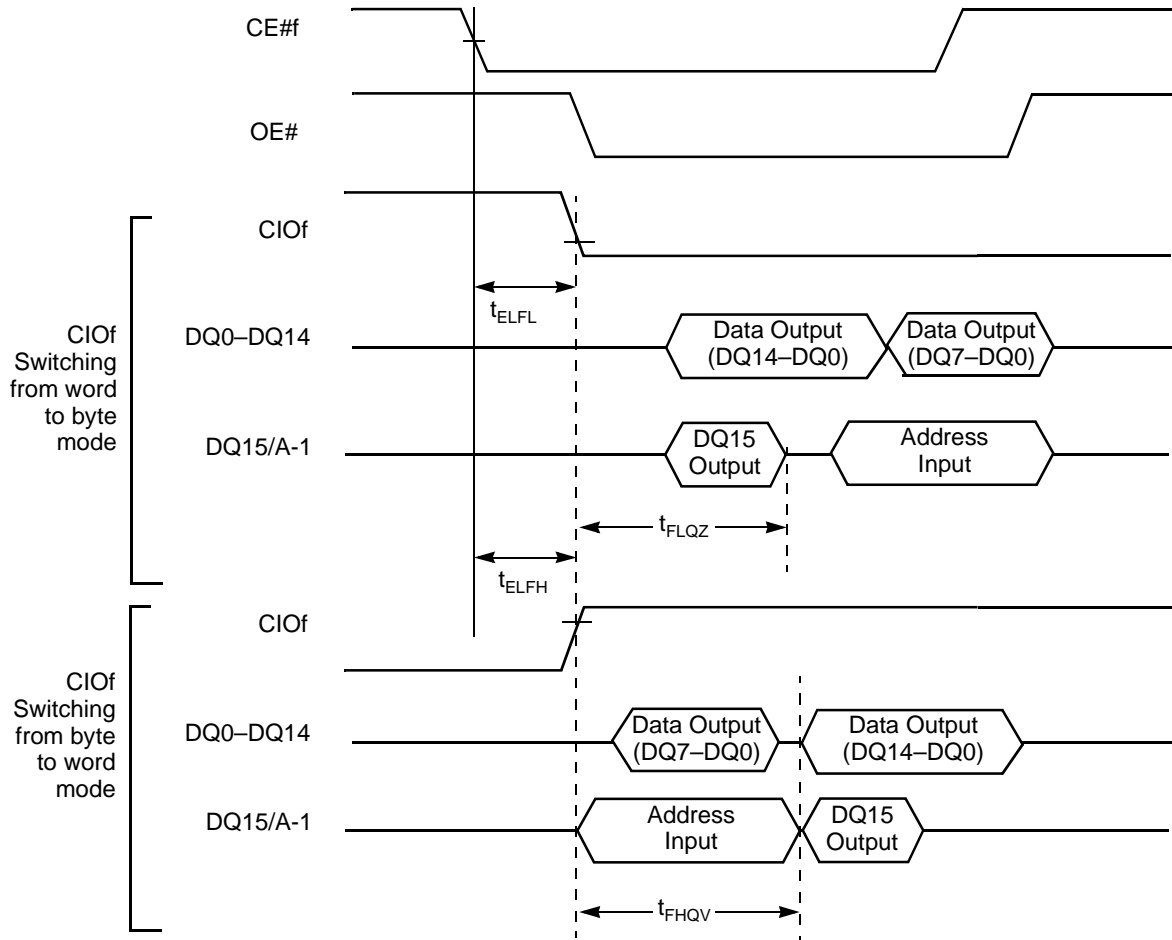 CE#f
OE#
CIOf
tELFL
CIOf
Switching
from word
to byte
mode
DQ0–DQ14
Data Output
(DQ14–DQ0)
Data Output
(DQ7–DQ0)
DQ15/A-1
DQ15
Output
Address
Input
tFLQZ
tELFH
CIOf
CIOf
Switching
from byte
to word
mode
DQ0–DQ14
Data Output
(DQ7–DQ0)
Data Output
(DQ14–DQ0)
DQ15/A-1
Address
Input
DQ15
Output
tFHQV